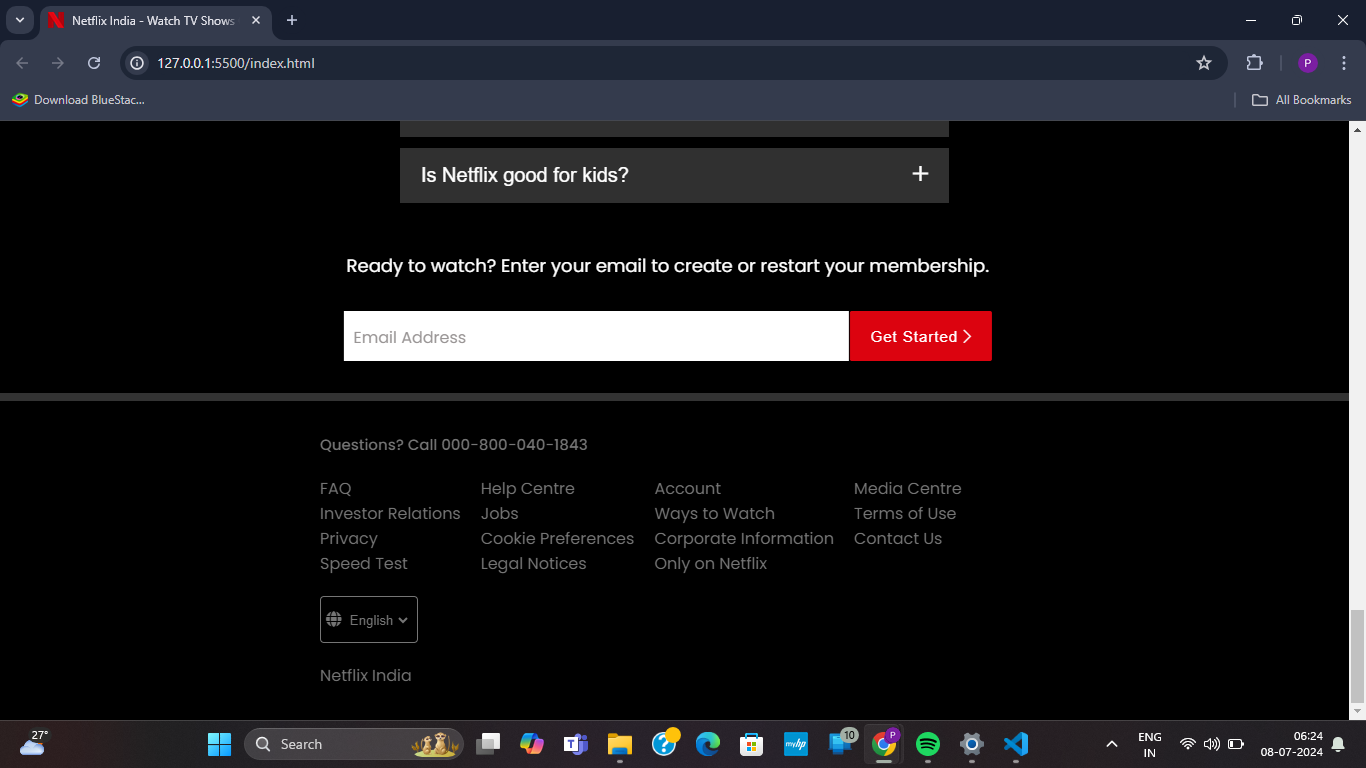 Netflix India - Watch TV Shows
127.0.0.1:5500/index.html
P
Download BlueStac...
All Bookmarks
Is Netflix good for kids?
Ready to watch? Enter your email to create or restart your membership.
Email Address
Get Started
Questions? Call 000-800-040-1843
FAQ Help Centre Account Media Centre
Investor Relations Jobs Ways to Watch Terms of Use
Privacy Cookie Preferences Corporate Information Contact Us
Speed Test Legal Notices Only on Netflix
English
Netflix India
27°
Search
myhp
10
P
ENG
IN
06:24
08-07-2024